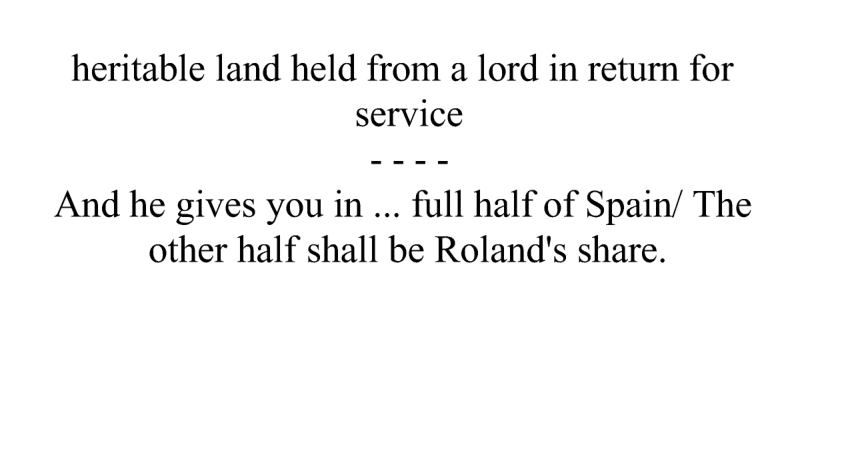 heritable land held from a lord in return for
service
- - - -
And he gives you in ... full half of Spain/ The
other half shall be Roland's share.